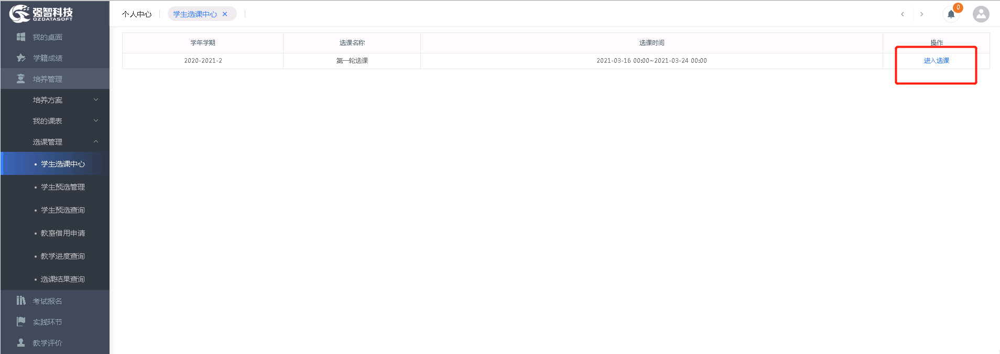 强智科技
QZDATASOFT
个人中心
学生选课中心 ×
0
我的桌面
学籍成绩
培养管理
培养方案
我的课表
选课管理
学生选课中心
学生预选管理
学生预选查询
教室借用申请
教学进度查询
选课结果查询
考试报名
实践环节
教学评价
学年学期 选课名称 选课时间 操作
2020-2021-2 第一轮选课 2021-03-16 00:00~2021-03-24 00:00 进入选课